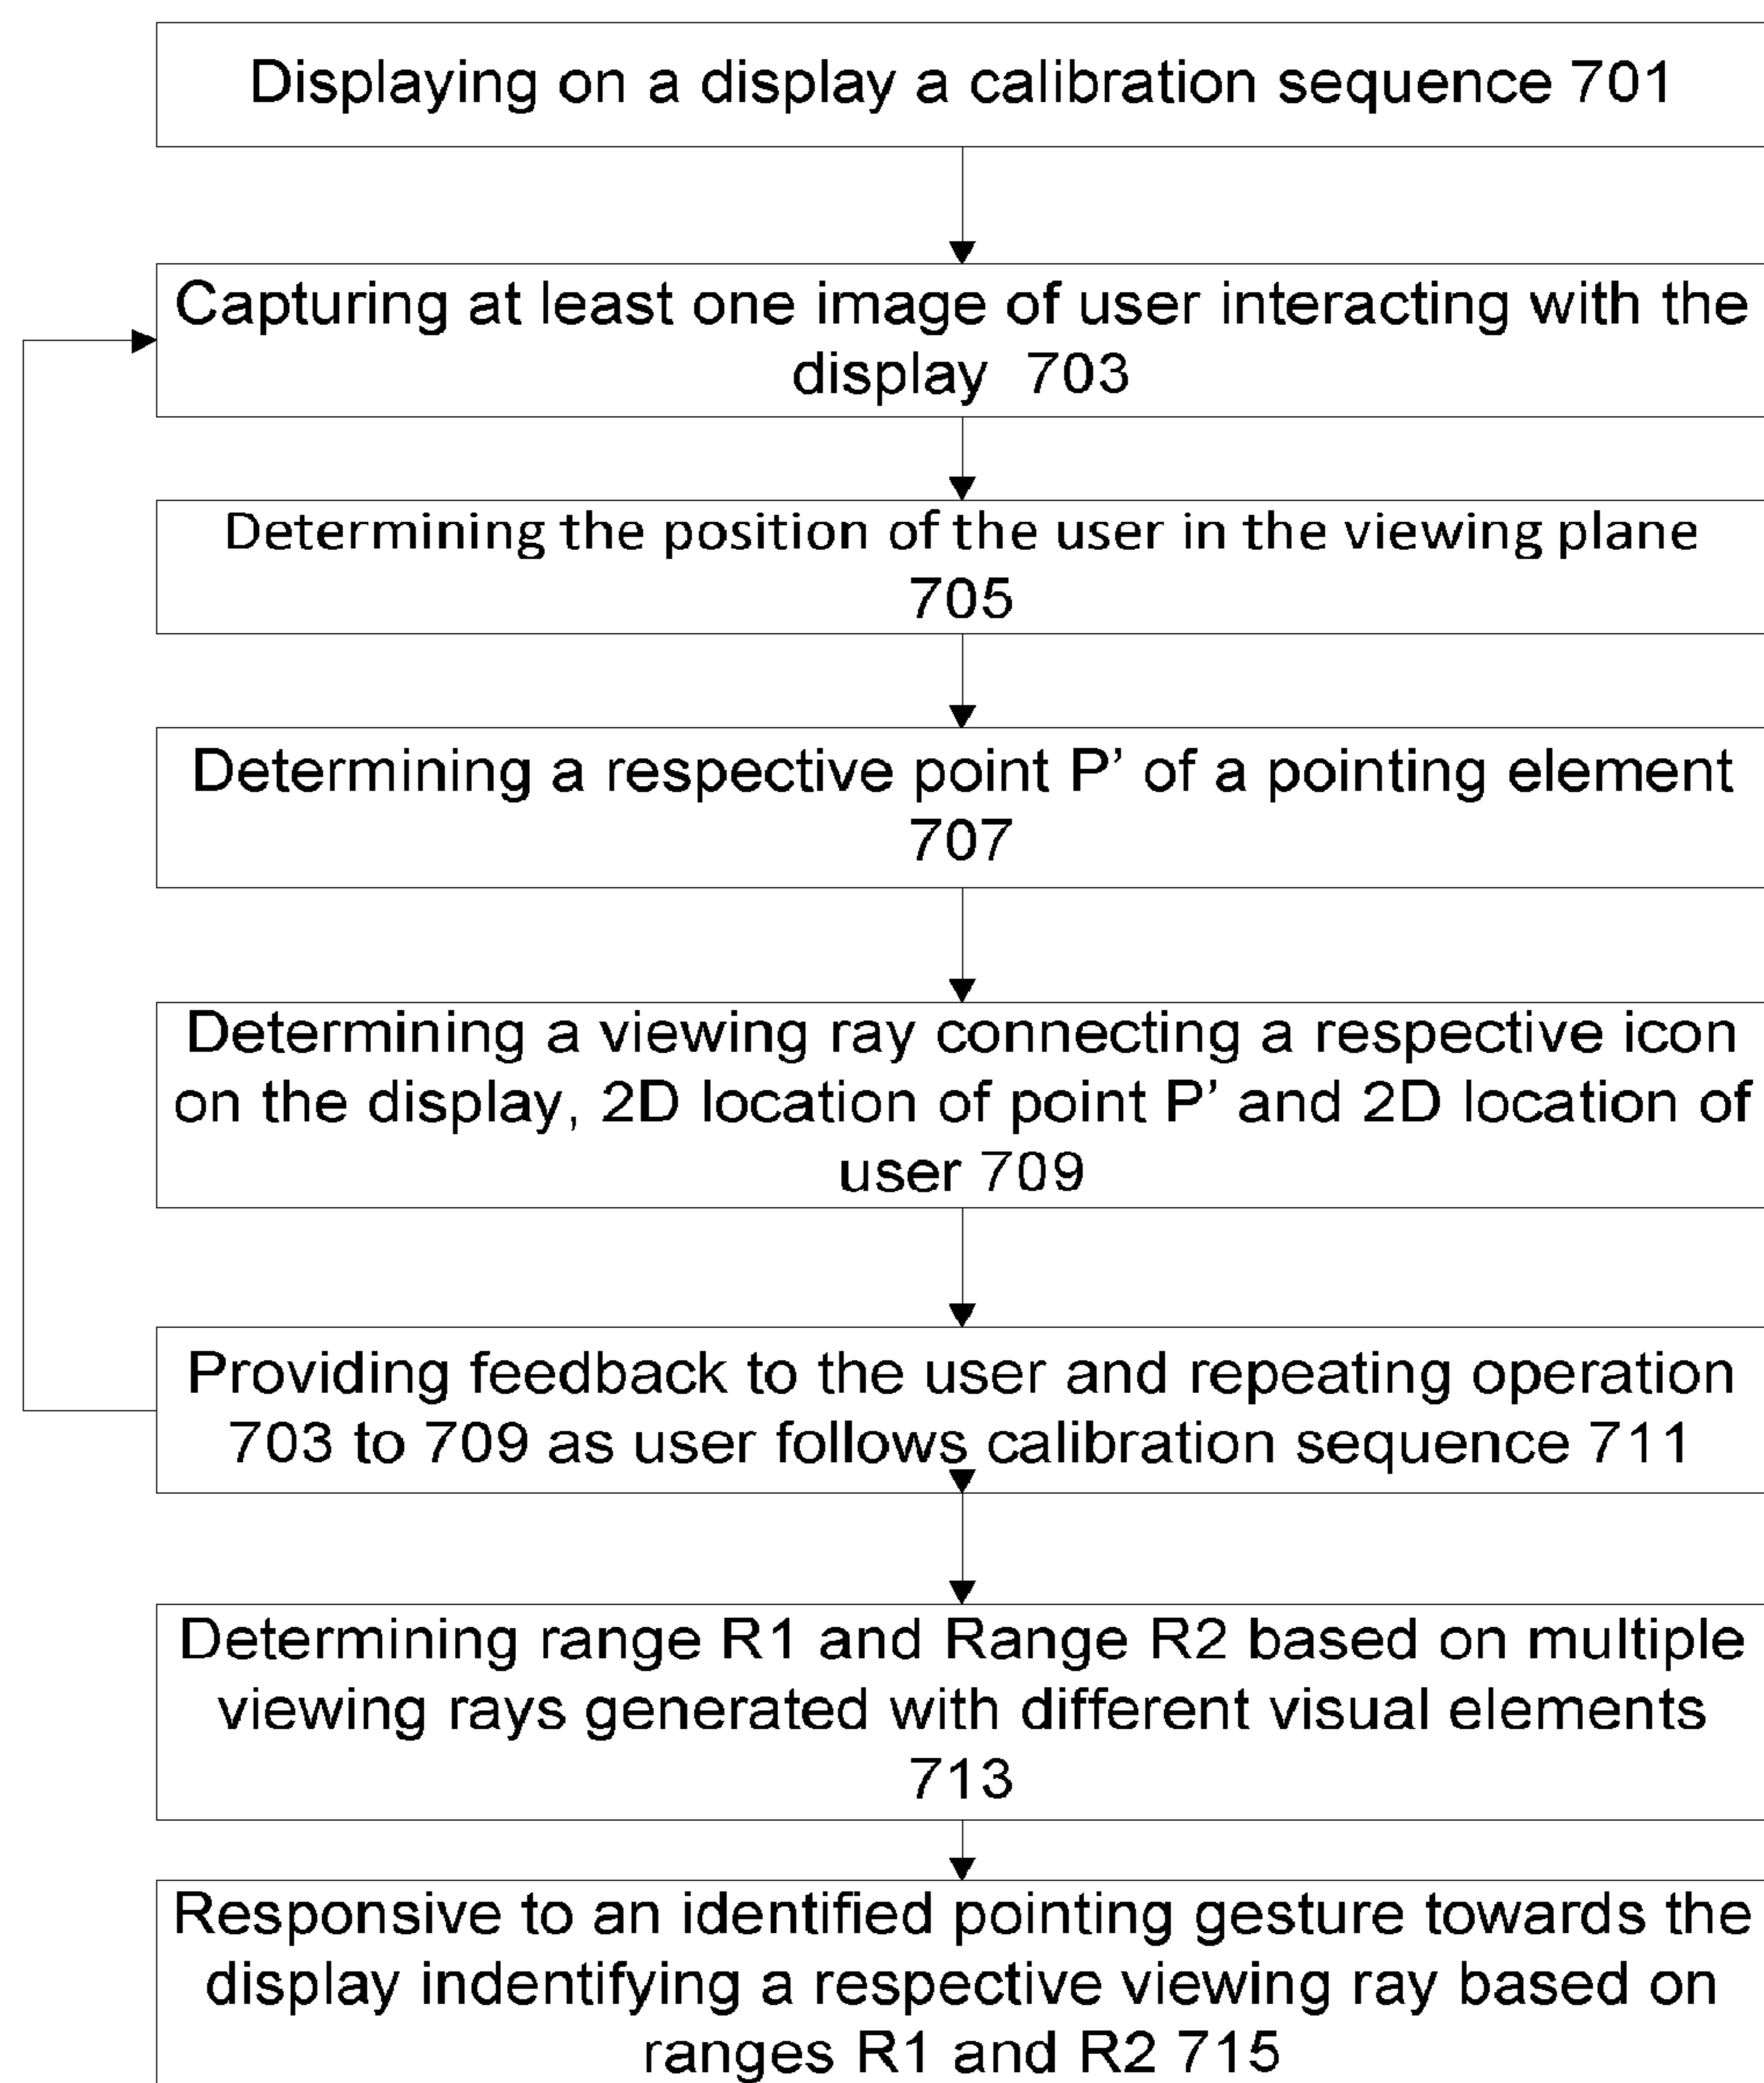 Displaying on a display a calibration sequence 701
Capturing at least one image of user interacting with the
display 703
Determining the position of the user in the viewing plane
705
Determining a respective point P’ of a pointing element
707
Determining a viewing ray connecting a respective icon
on the display, 2D location of point P’ and 2D location of
user 709
Providing feedback to the user and repeating operation
703 to 709 as user follows calibration sequence 711
Determining range R1 and Range R2 based on multiple
viewing rays generated with different visual elements
713
Responsive to an identified pointing gesture towards the
display indentifying a respective viewing ray based on
ranges R1 and R2 715